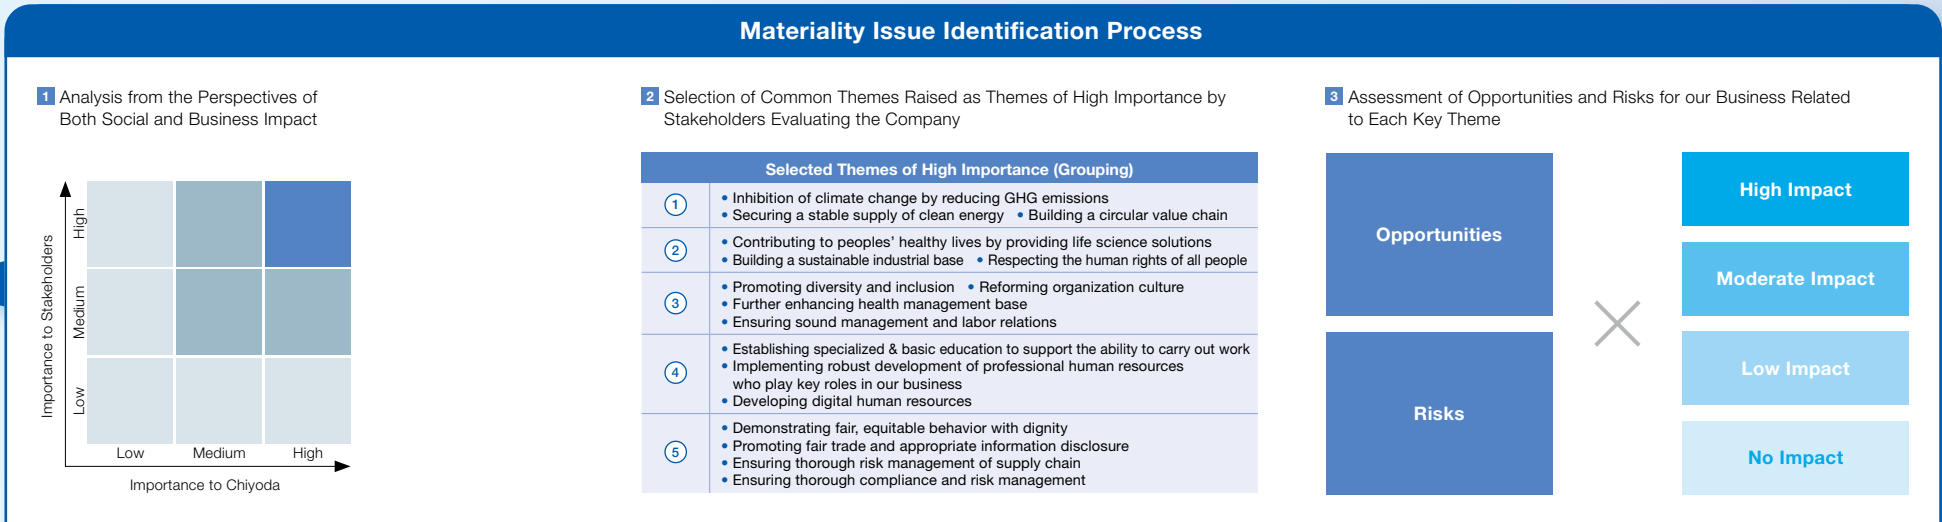 Materiality Issue Identification Process
1 Analysis from the Perspectives of
Both Social and Business Impact
Importance to Stakeholders
High
Medium
Low
Low Medium High
Importance to Chiyoda
2 Selection of Common Themes Raised as Themes of High Importance by
Stakeholders Evaluating the Company
Selected Themes of High Importance (Grouping)
1
• Inhibition of climate change by reducing GHG emissions
• Securing a stable supply of clean energy • Building a circular value chain
2
• Contributing to peoples’ healthy lives by providing life science solutions
• Building a sustainable industrial base • Respecting the human rights of all people
3
• Promoting diversity and inclusion • Reforming organization culture
• Further enhancing health management base
• Ensuring sound management and labor relations
4
• Establishing specialized & basic education to support the ability to carry out work
• Implementing robust development of professional human resources
who play key roles in our business
• Developing digital human resources
5
• Demonstrating fair, equitable behavior with dignity
• Promoting fair trade and appropriate information disclosure
• Ensuring thorough risk management of supply chain
• Ensuring thorough compliance and risk management
3 Assessment of Opportunities and Risks for our Business Related
to Each Key Theme
Opportunities
Risks
High Impact
Moderate Impact
Low Impact
No Impact